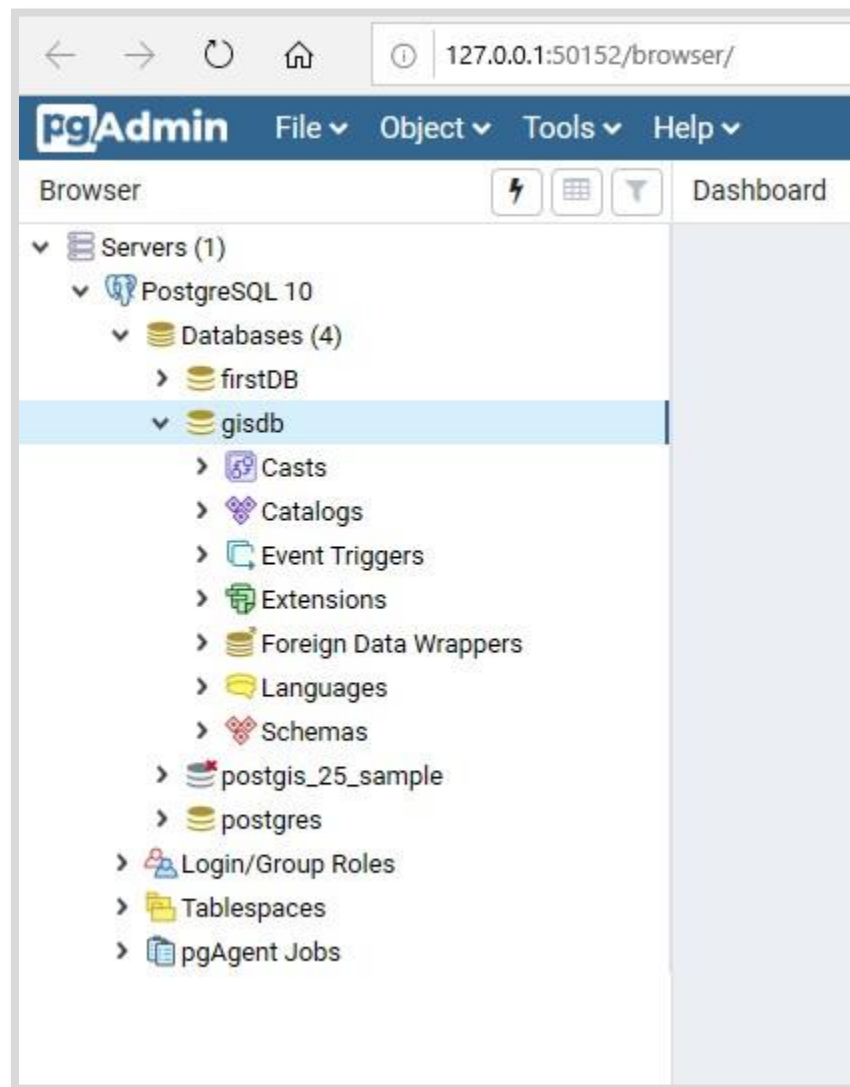 127.0.0.1:50152/browser/
pgAdmin File Object Tools Help
Browser Dashboard
Servers (1)
PostgreSQL 10
Databases (4)
firstDB
gisdb
Casts
Catalogs
Event Triggers
Extensions
Foreign Data Wrappers
Languages
Schemas
postgis_25_sample
postgres
Login/Group Roles
Tablespaces
pgAgent Jobs